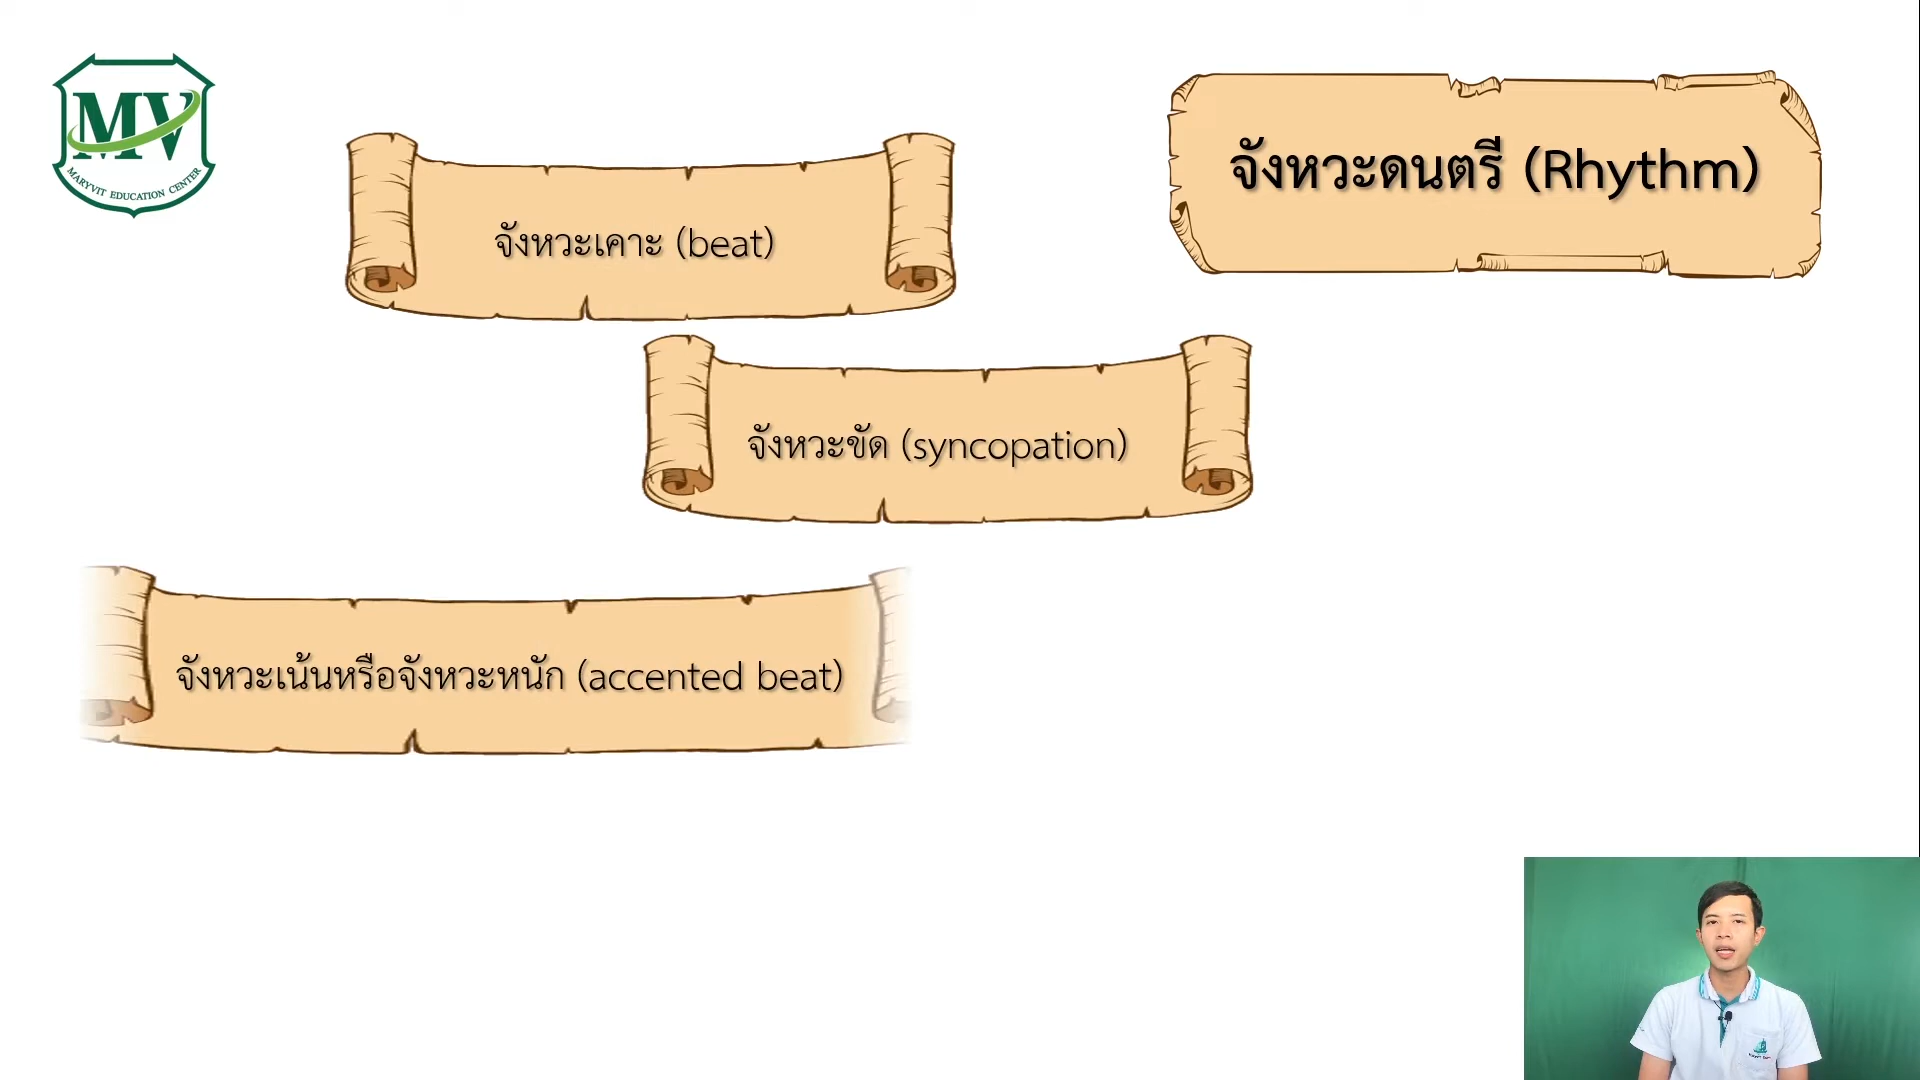 MV
MARYVIT EDUCATION CENTER
จังหวะดนตรี (Rhythm)
จังหวะเคาะ (beat)
จังหวะขัด (syncopation)
จังหวะเน้นหรือจังหวะหนัก (accented beat)